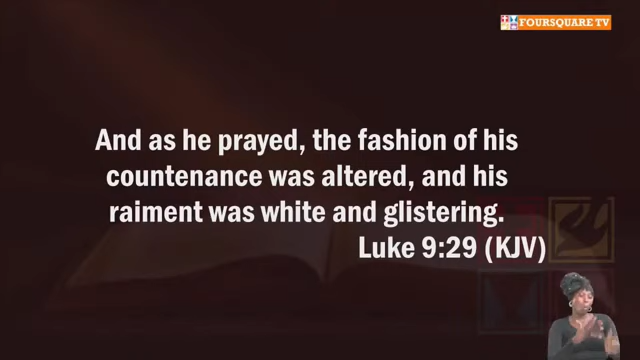 FOURSQUARE TV
And as he prayed, the fashion of his
countenance was altered, and his
raiment was white and glistering.
Luke 9:29 (KJV)